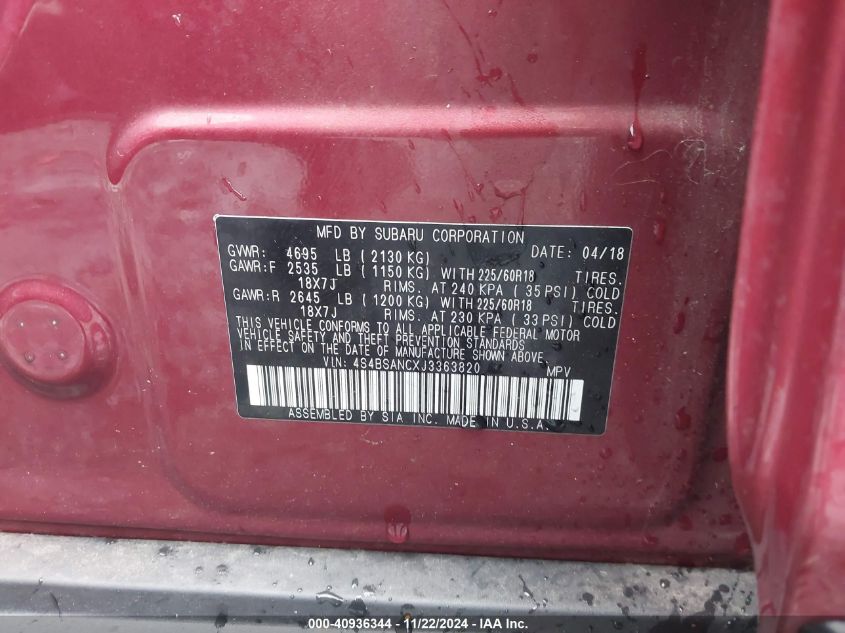 MFD BY SUBARU CORPORATION
GVWR: 4695 LB ( 2130 KG) DATE: 04/18
GAWR:F 2535 LB ( 1150 KG) WITH 225/60R18 TIRES.
18X7J RIMS. AT 240 KPA ( 35 PSI) COLD
GAWR:R 2645 LB ( 1200 KG) WITH 225/60R18 TIRES.
18X7J RIMS. AT 230 KPA ( 33 PSI) COLD
THIS VEHICLE CONFORMS TO ALL APPLICABLE FEDERAL MOTOR
VEHICLE SAFETY AND THEFT PREVENTION STANDARDS
IN EFFECT ON THE DATE OF MANUFACTURE SHOWN ABOVE.
VIN: 4S4BSANCXJ3363820 MPV
ASSEMBLED BY SIA INC. MADE IN U.S.A.
000-40936344 - 11/22/2024 - IAA Inc.